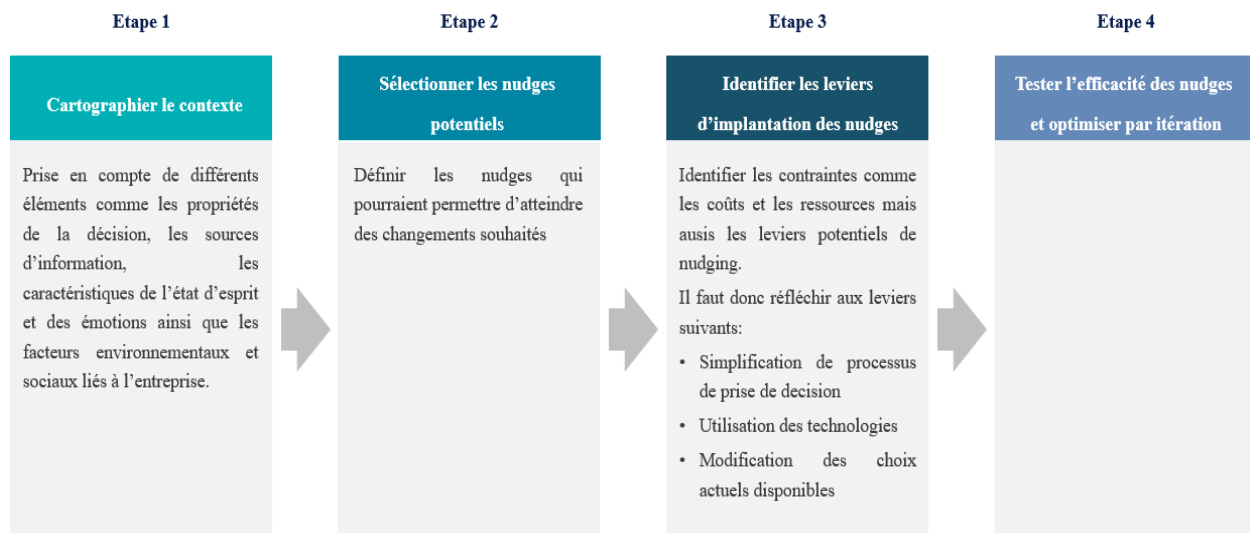 Etape 1
Cartographier le contexte
Prise en compte de différents
éléments comme les propriétés
de la décision, les sources
d'information, les
caractéristiques de l'état d'esprit
et des émotions ainsi que les
facteurs environnementaux et
sociaux liés à l'entreprise.
Etape 2
Sélectionner les nudges
potentiels
Définir les nudges qui
pourraient permettre d'atteindre
des changements souhaités
Etape 3
Identifier les leviers
d'implantation des nudges
Identifier les contraintes comme
les coûts et les ressources mais
ausis les leviers potentiels de
nudging.
Il faut donc réfléchir aux leviers
suivants:
• Simplification de processus
de prise de decision
• Utilisation des technologies
• Modification des choix
actuels disponibles
Etape 4
Tester l'efficacité des nudges
et optimiser par itération